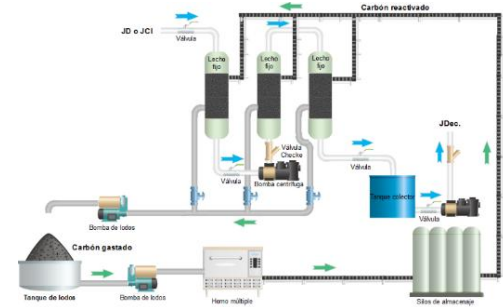 Carbón reactivado
JD o JCl
Válvula
Lecho
fijo
Lecho
fijo
Lecho
fijo
JDec.
Válvula
Checke
Válvula
Válvula
Bomba centrífuga
Tanque colector
Válvula
Bomba de lodos
Carbón gastado
Tanque de lodos
Bomba de lodos
Horno múltiple
Silos de almacenaje